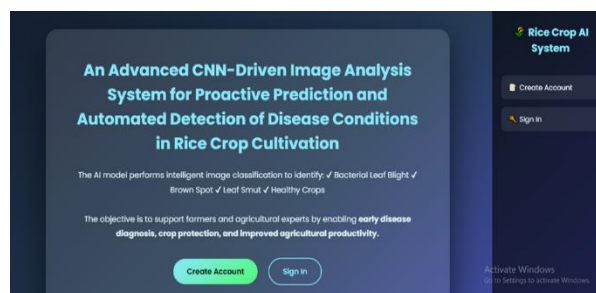 An Advanced CNN-Driven Image Analysis
System for Proactive Prediction and
Automated Detection of Disease Conditions
in Rice Crop Cultivation
The AI model performs intelligent image classification to identify: ✓ Bacterial Leaf Blight ✓
Brown Spot ✓ Leaf Smut ✓ Healthy Crops
The objective is to support farmers and agricultural experts by enabling early disease
diagnosis, crop protection, and improved agricultural productivity.
Create Account
Sign In
Rice Crop AI
System
Create Account
Sign In
Activate Windows
Go to Settings to activate Windows.